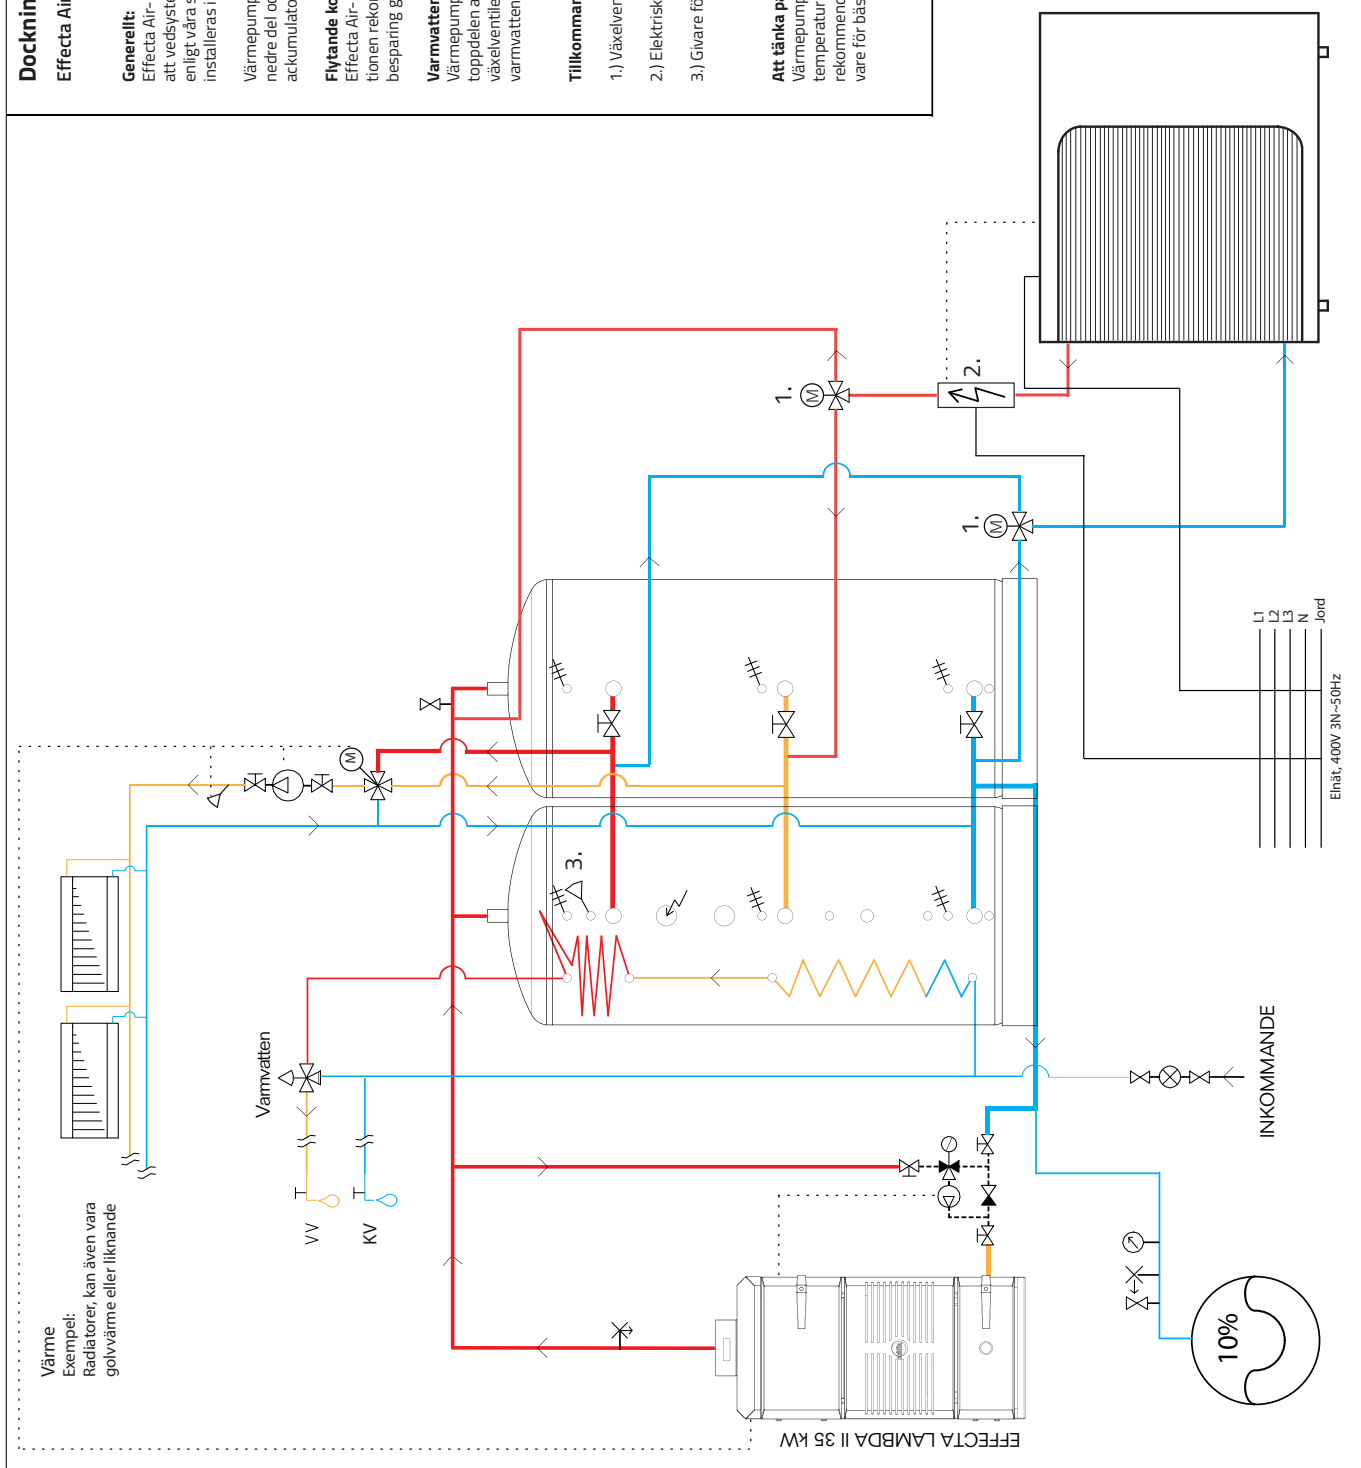 Docknin
Effecta Air
Generellt:
Effecta Air-
att vedsyste
enligt våra s
installeras i
Värmepump
nedre del oc
ackumulato
Flytande ko
Effecta Air-
tionen rekor
besparing g
Varmvatten
Värmepump
toppdelen a
växelventile
varmvatten
Tillkommar
1.) Växelven
2.) Elektrisk
3.) Givare fö
Att tänka på
Värmepump
temperatur
rekommend
vare för bäs
Värme
Exempel:
Radiatorer, kan även vara
golvvärme eller liknande
Varmvatten
VV
KV
M
3.
1.
M
1.
M
2.
L1
L2
L3
N
Jord
Elnät, 400V 3N~50Hz
INKOMMANDE
10%
EFFECTA LAMBDA II 35 kW